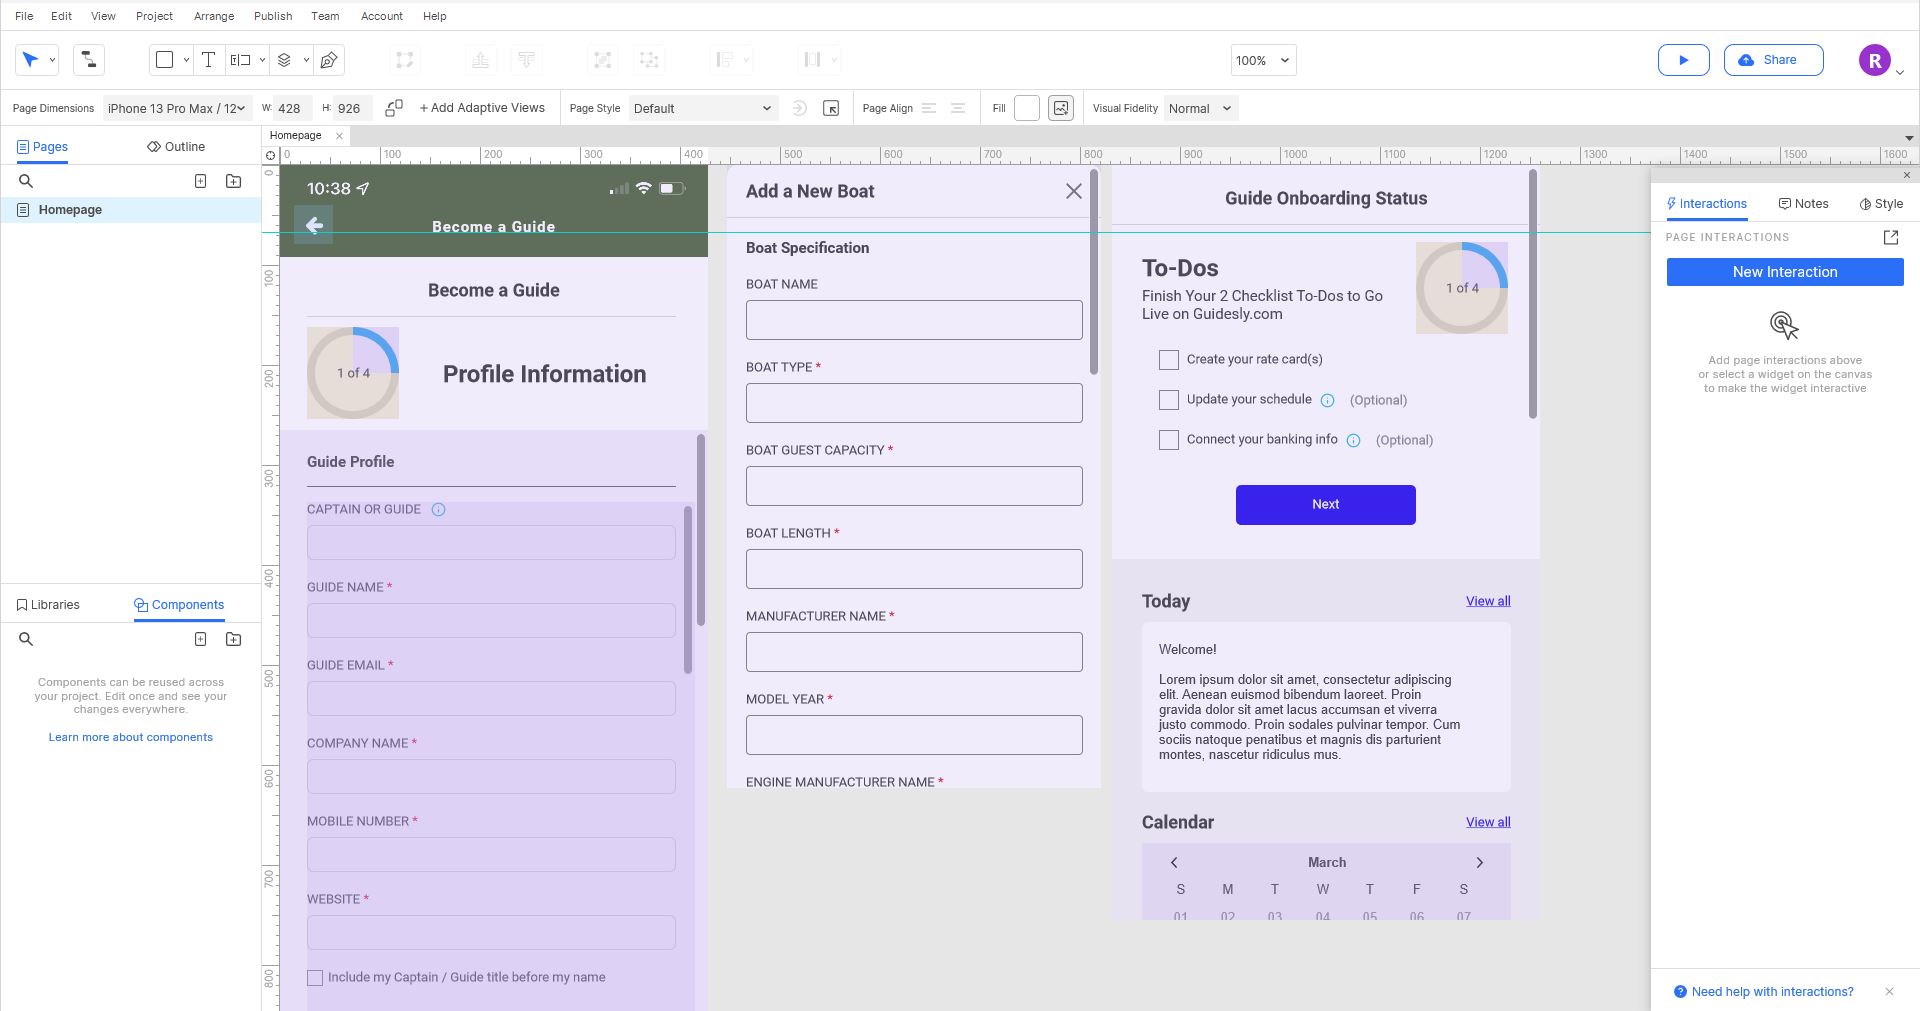 File Edit View Project Arrange Publish Team Account Help
100%
Share
R
Page Dimensions iPhone 13 Pro Max / 12 W: 428 H: 926 + Add Adaptive Views Page Style Default Page Align Fill Visual Fidelity Normal
Pages Outline
Homepage
Libraries Components
Components can be reused across
your project. Edit once and see your
changes everywhere.
Learn more about components
Homepage
0 100 200 300 400 500 600 700 800 900 1000 1100 1200 1300 1400 1500 1600
0
100
200
300
400
500
600
700
800
10:38
Become a Guide
Become a Guide
1 of 4
Profile Information
Guide Profile
CAPTAIN OR GUIDE
GUIDE NAME *
GUIDE EMAIL *
COMPANY NAME *
MOBILE NUMBER *
WEBSITE *
Include my Captain / Guide title before my name
Add a New Boat
Boat Specification
BOAT NAME
BOAT TYPE *
BOAT GUEST CAPACITY *
BOAT LENGTH *
MANUFACTURER NAME *
MODEL YEAR *
ENGINE MANUFACTURER NAME *
Guide Onboarding Status
To-Dos
Finish Your 2 Checklist To-Dos to Go
Live on Guidesly.com
1 of 4
Create your rate card(s)
Update your schedule (Optional)
Connect your banking info (Optional)
Next
Today View all
Welcome!
Lorem ipsum dolor sit amet, consectetur adipiscing
elit. Aenean euismod bibendum laoreet. Proin
gravida dolor sit amet lacus accumsan et viverra
justo commodo. Proin sodales pulvinar tempor. Cum
sociis natoque penatibus et magnis dis parturient
montes, nascetur ridiculus mus.
Calendar View all
March
S M T W T F S
01 02 03 04 05 06 07
Interactions Notes Style
PAGE INTERACTIONS
New Interaction
Add page interactions above
or select a widget on the canvas
to make the widget interactive
Need help with interactions?